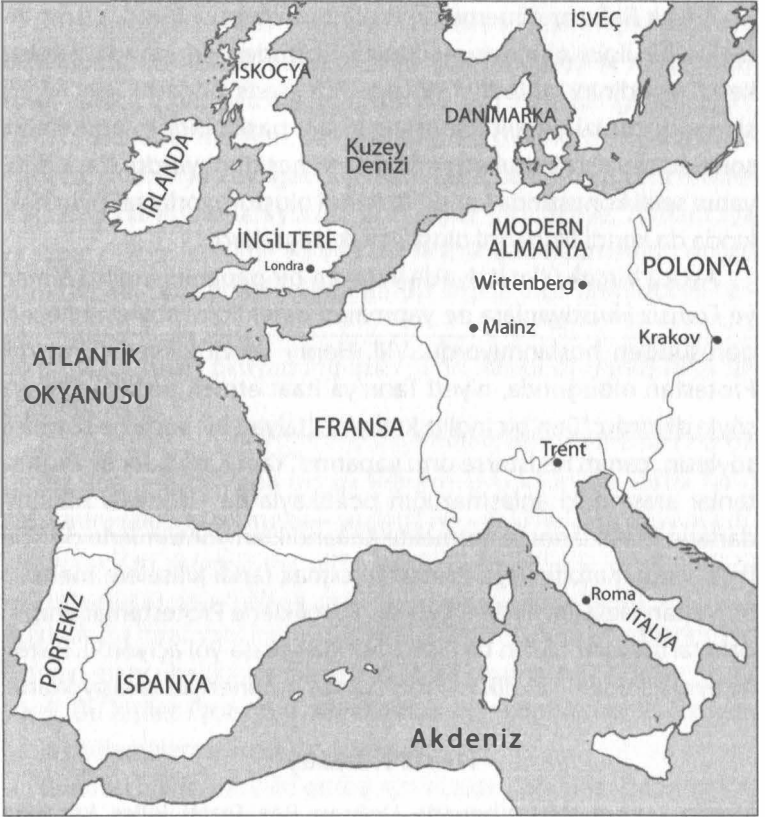 İSVEÇ
İSKOÇYA
DANİMARKA
Kuzey
Denizi
İRLANDA
İNGİLTERE
Londra
MODERN
ALMANYA
POLONYA
Wittenberg
Mainz
Krakov
ATLANTİK
OKYANUSU
FRANSA
Trent
Roma
İTALYA
PORTEKİZ
İSPANYA
Akdeniz